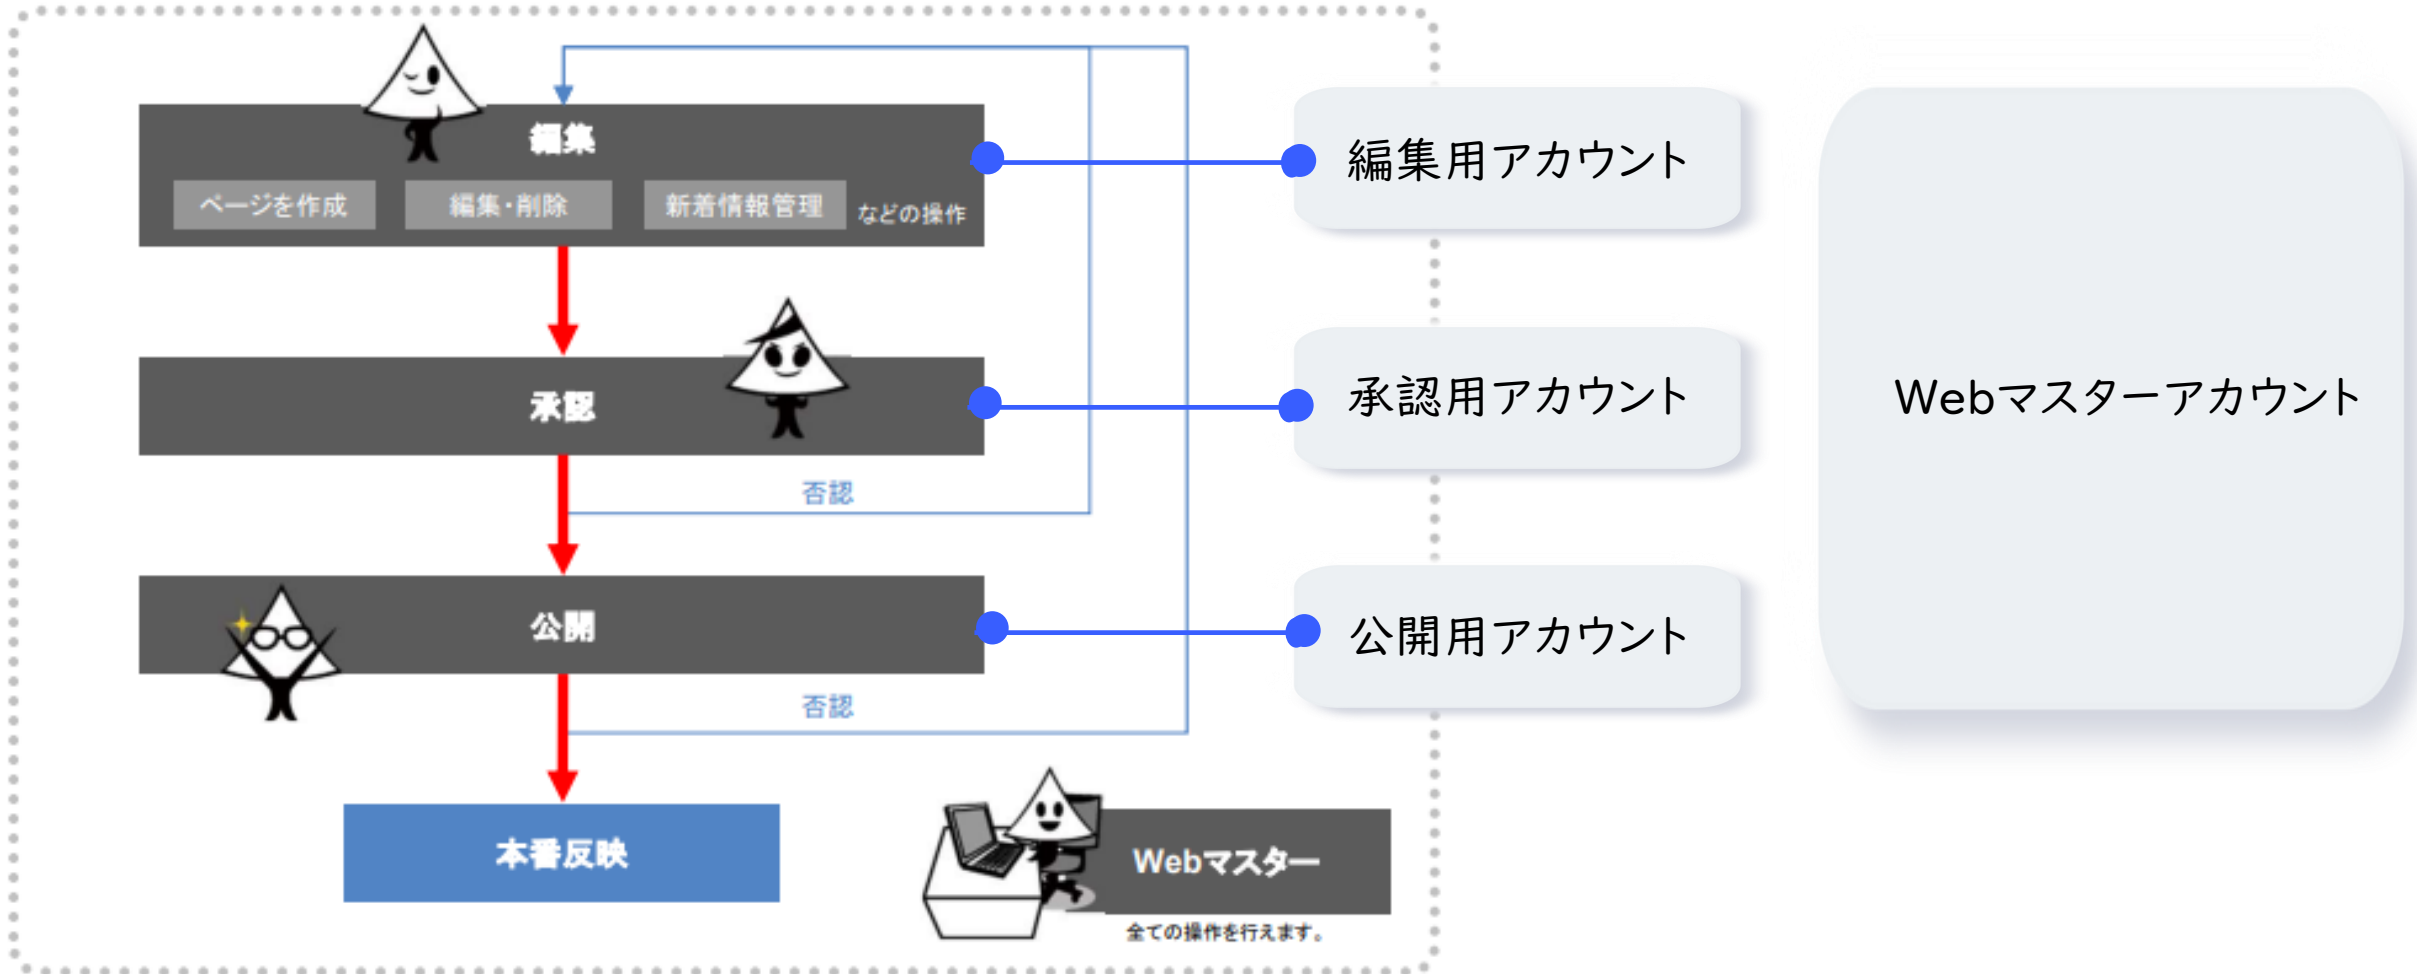 編集
編集用アカウント
ページを作成
編集・削除
新着情報管理
などの操作
承認
承認用アカウント
Webマスターアカウント
否認
公開
公開用アカウント
否認
本番反映
Webマスター
全ての操作を行えます。